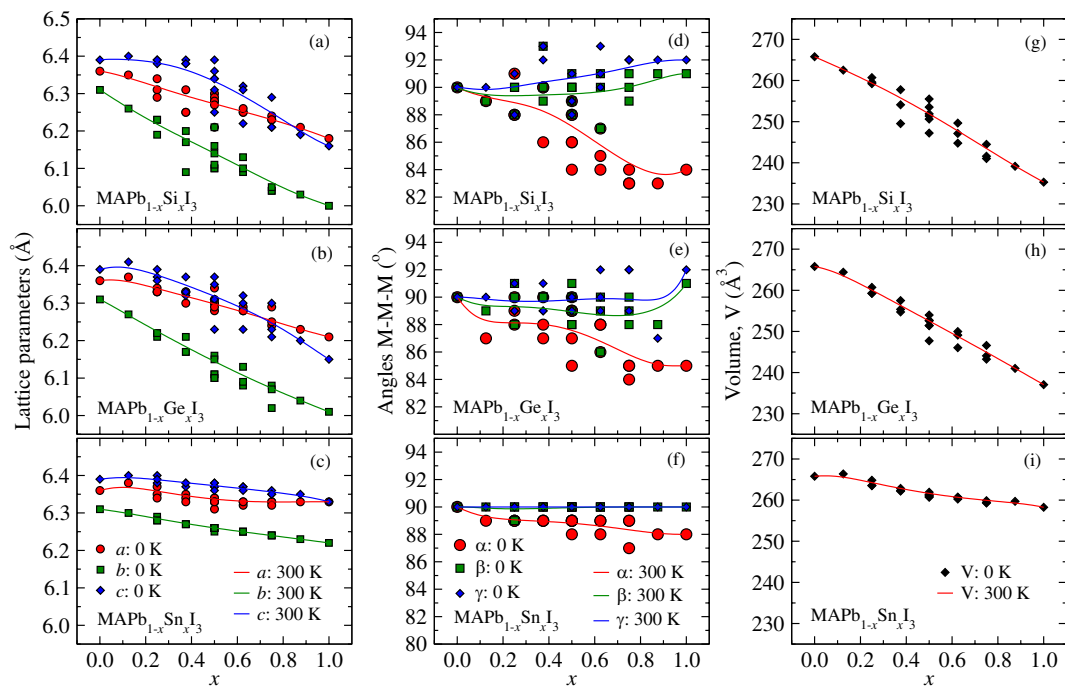 6.5
6.4
6.3
6.2
6.1
6.0
(a)
MAPb1-xSixI3
92
90
88
86
84
82
(d)
MAPb1-xSixI3
270
260
250
240
230
(g)
MAPb1-xSixI3
Lattice parameters (Å)
6.4
6.3
6.2
6.1
6.0
(b)
MAPb1-xGexI3
Angles M-M-M (o)
94
92
90
88
86
84
82
(e)
MAPb1-xGexI3
Volume, V (Å3)
270
260
250
240
230
(h)
MAPb1-xGexI3
6.4
6.3
6.2
6.1
6.0
(c)
a: 0 K
b: 0 K
c: 0 K
a: 300 K
b: 300 K
c: 300 K
MAPb1-xSnxI3
0.0 0.2 0.4 0.6 0.8 1.0
x
94
92
90
88
86
84
82
80
(f)
α: 0 K
β: 0 K
γ: 0 K
α: 300 K
β: 300 K
γ: 300 K
MAPb1-xSnxI3
0.0 0.2 0.4 0.6 0.8 1.0
x
270
260
250
240
230
(i)
V: 0 K
V: 300 K
MAPb1-xSnxI3
0.0 0.2 0.4 0.6 0.8 1.0
x